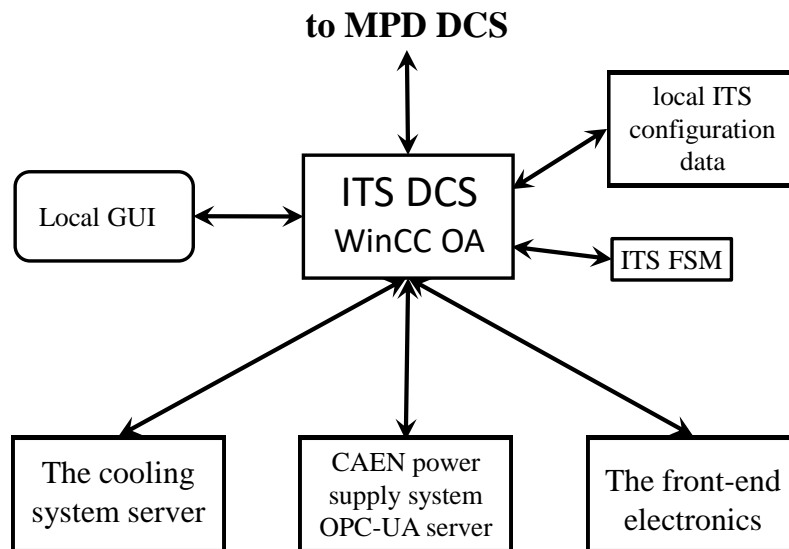 to MPD DCS
local ITS
configuration
data
ITS DCS
WinCC OA
Local GUI
ITS FSM
The cooling
system server
CAEN power
supply system
OPC-UA server
The front-end
electronics